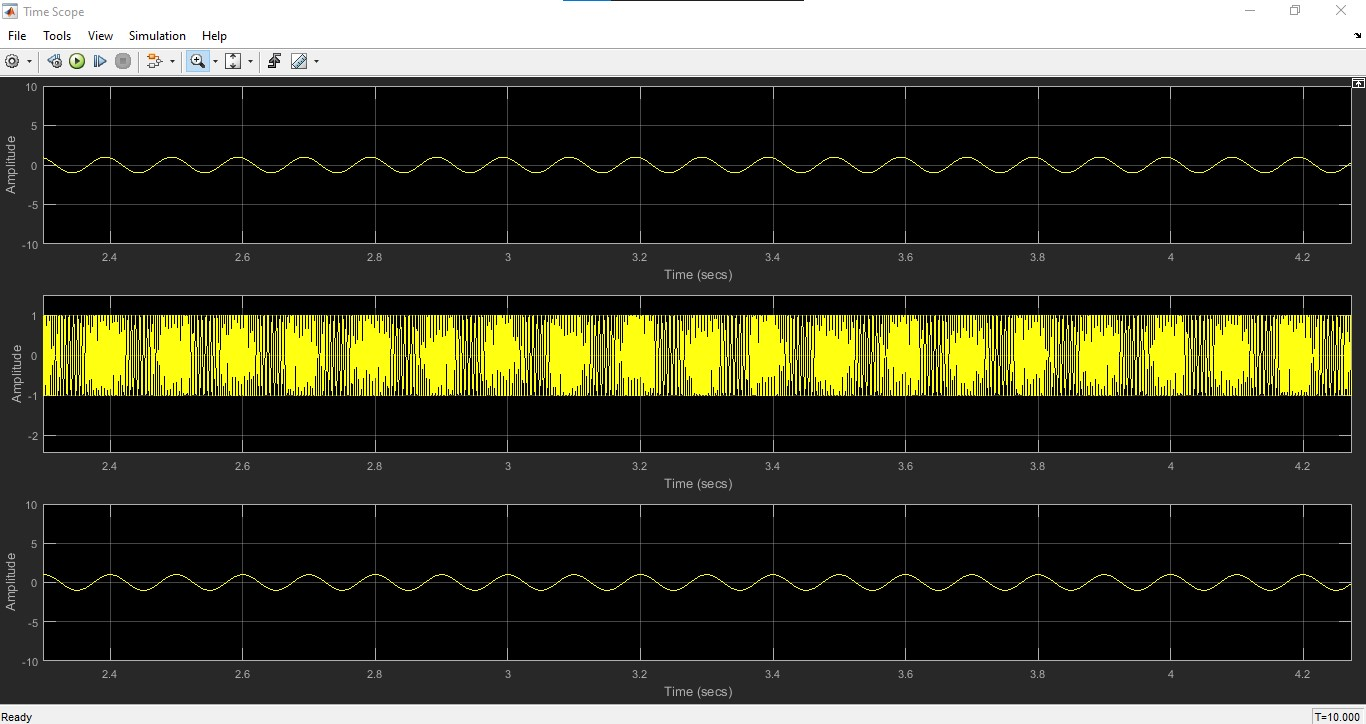 Time Scope
File Tools View Simulation Help
10
5
0
-5
-10
Amplitude
2.4 2.6 2.8 3 3.2 3.4 3.6 3.8 4 4.2
Time (secs)
1
0
-1
-2
Amplitude
2.4 2.6 2.8 3 3.2 3.4 3.6 3.8 4 4.2
Time (secs)
10
5
0
-5
-10
Amplitude
2.4 2.6 2.8 3 3.2 3.4 3.6 3.8 4 4.2
Time (secs)
Ready T=10.000